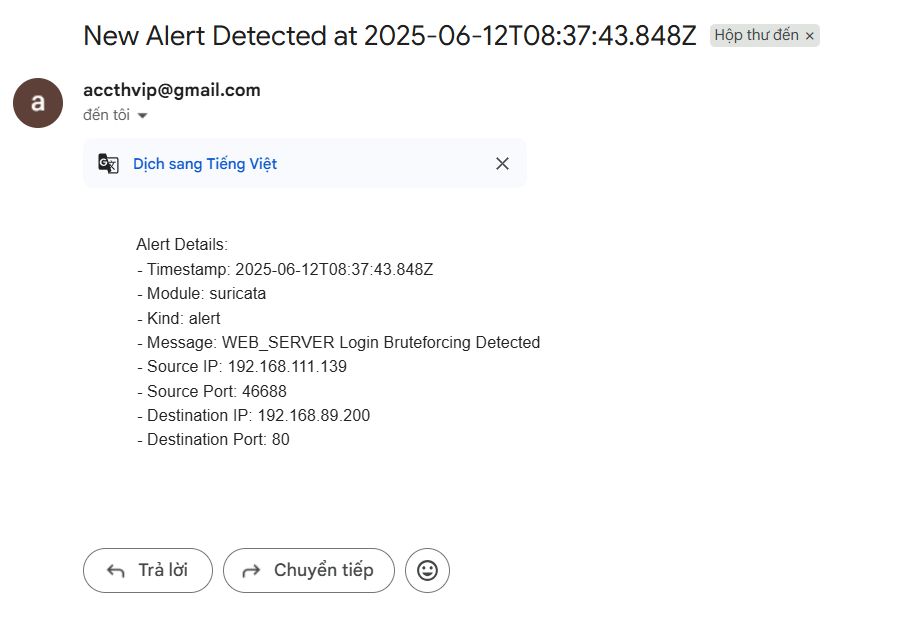 New Alert Detected at 2025-06-12T08:37:43.848Z Hộp thư đến ×
a
accthvip@gmail.com
đến tôi
Dịch sang Tiếng Việt
Alert Details:
- Timestamp: 2025-06-12T08:37:43.848Z
- Module: suricata
- Kind: alert
- Message: WEB_SERVER Login Bruteforcing Detected
- Source IP: 192.168.111.139
- Source Port: 46688
- Destination IP: 192.168.89.200
- Destination Port: 80
Trả lời Chuyển tiếp